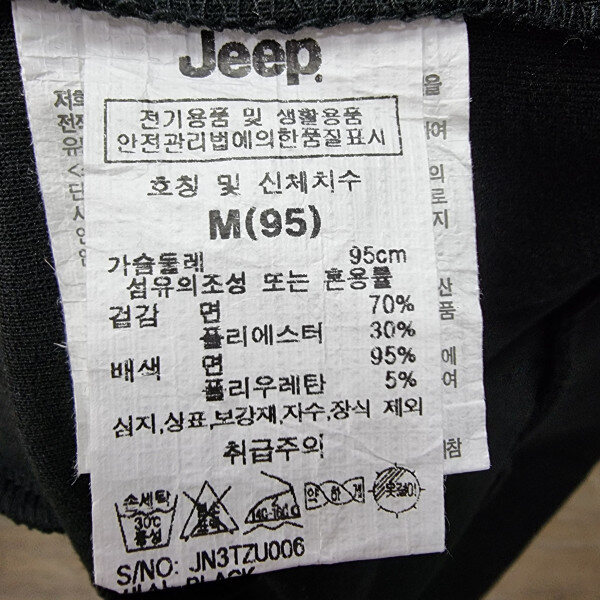 Jeep
전기용품 및 생활용품
안전관리법에의한품질표시
호칭 및 신체치수
M(95)
가슴둘레 95cm
섬유의조성 또는 혼용률
겉감 면 70%
폴리에스터 30%
배색 면 95%
폴리우레탄 5%
심지,상표,보강재,자수,장식 제외
취급주의
손세탁
30℃
중성
약하게
옷걸이
S/NO: JN3TZU006
BLACK